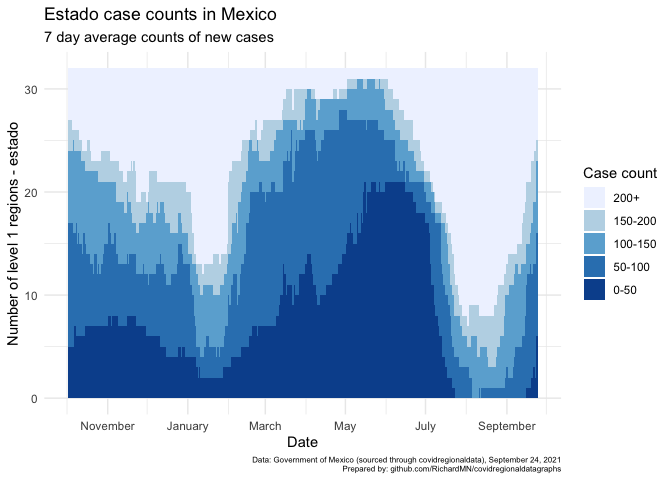 Estado case counts in Mexico
7 day average counts of new cases
Number of level 1 regions - estado
30
20
10
0
November
January
March
May
July
September
Date
Case count
200+
150-200
100-150
50-100
0-50
Data: Government of Mexico (sourced through covidregionaldata), September 24, 2021
Prepared by: github.com/RichardMN/covidregionaldatagraphs